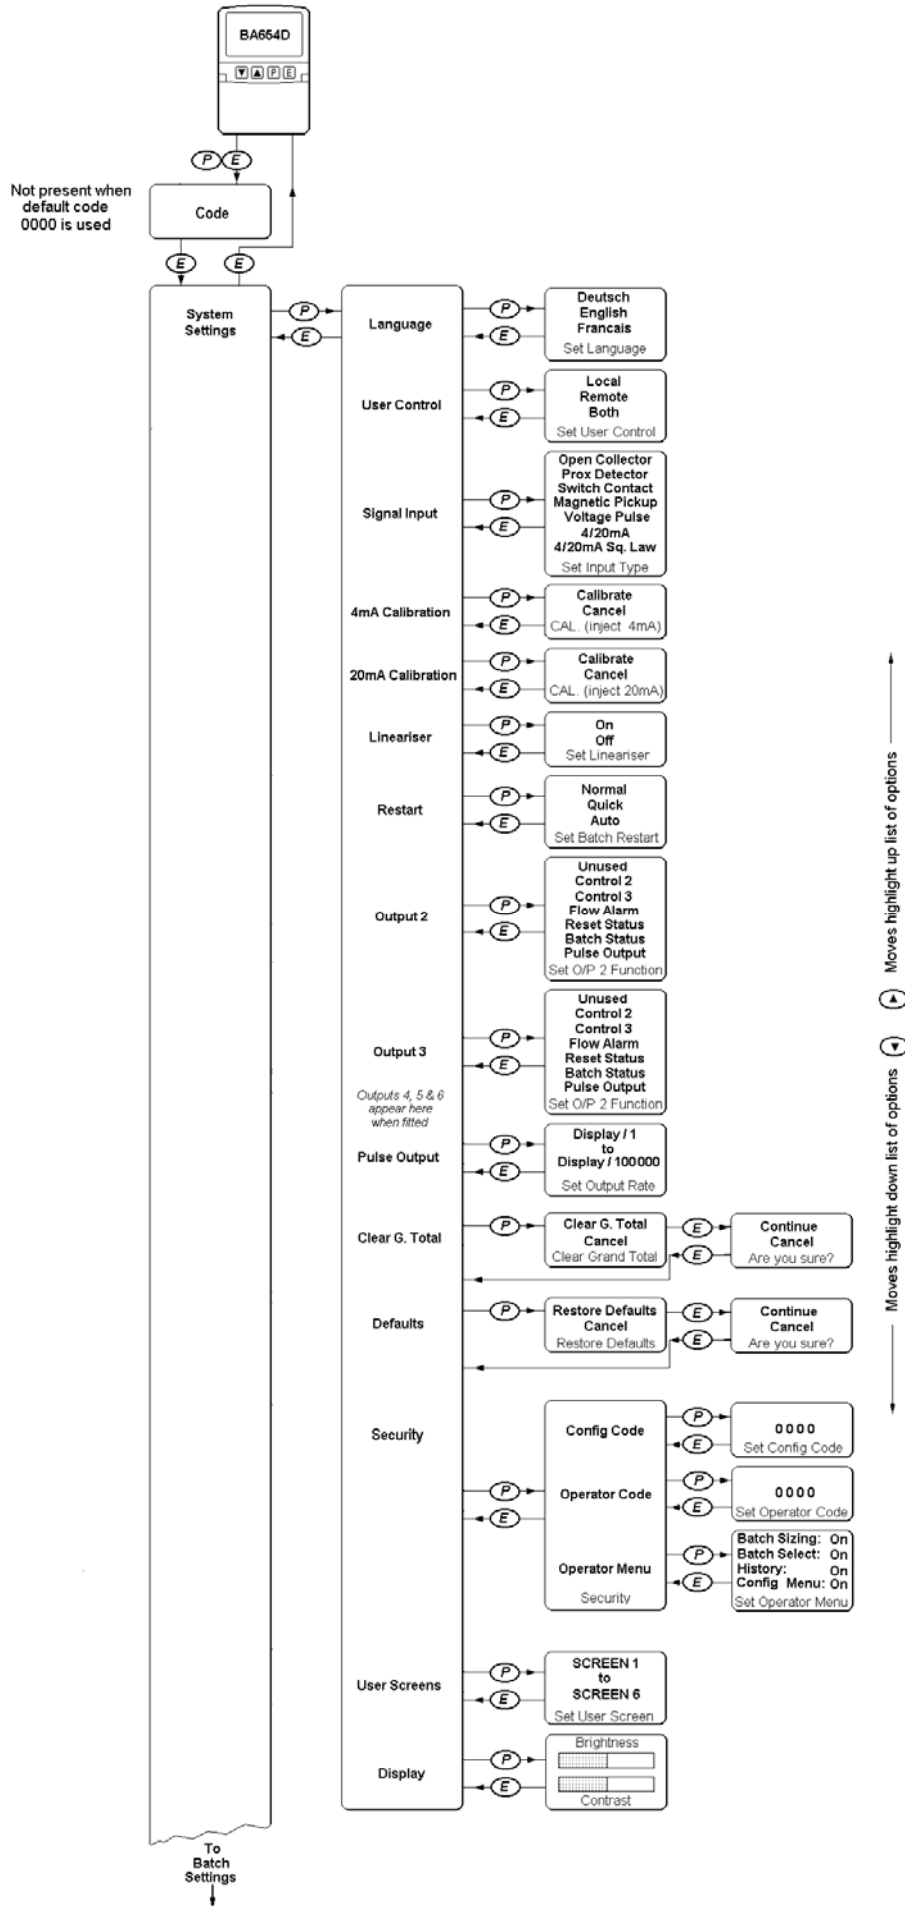 BA654D
P E
P E
Not present when
default code
0000 is used
Code
E E
System
Settings
P
E
Language
P
E
Deutsch
English
Francais
Set Language
User Control
P
E
Local
Remote
Both
Set User Control
Signal Input
P
E
Open Collector
Prox Detector
Switch Contact
Magnetic Pickup
Voltage Pulse
4/20mA
4/20mA Sq. Law
Set Input Type
4mA Calibration
P
E
Calibrate
Cancel
CAL. (inject 4mA)
20mA Calibration
P
E
Calibrate
Cancel
CAL. (inject 20mA)
Lineariser
P
E
On
Off
Set Lineariser
Restart
P
E
Normal
Quick
Auto
Set Batch Restart
Output 2
P
E
Unused
Control 2
Control 3
Flow Alarm
Reset Status
Batch Status
Pulse Output
Set O/P 2 Function
Output 3
P
E
Unused
Control 2
Control 3
Flow Alarm
Reset Status
Batch Status
Pulse Output
Set O/P 2 Function
Outputs 4, 5 & 6
appear here
when fitted
Pulse Output
P
E
Display / 1
to
Display / 100000
Set Output Rate
Clear G. Total
P
Clear G. Total
Cancel
Clear Grand Total
E
E
Continue
Cancel
Are you sure?
Defaults
P
Restore Defaults
Cancel
Restore Defaults
E
E
Continue
Cancel
Are you sure?
Security
P
E
Config Code
P
E
0000
Set Config Code
Operator Code
P
E
0000
Set Operator Code
Operator Menu
Security
P
E
Batch Sizing: On
Batch Select: On
History: On
Config Menu: On
Set Operator Menu
User Screens
P
E
SCREEN 1
to
SCREEN 6
Set User Screen
Display
P
E
Brightness
Contrast
To
Batch
Settings
Moves highlight up list of options
Moves highlight down list of options